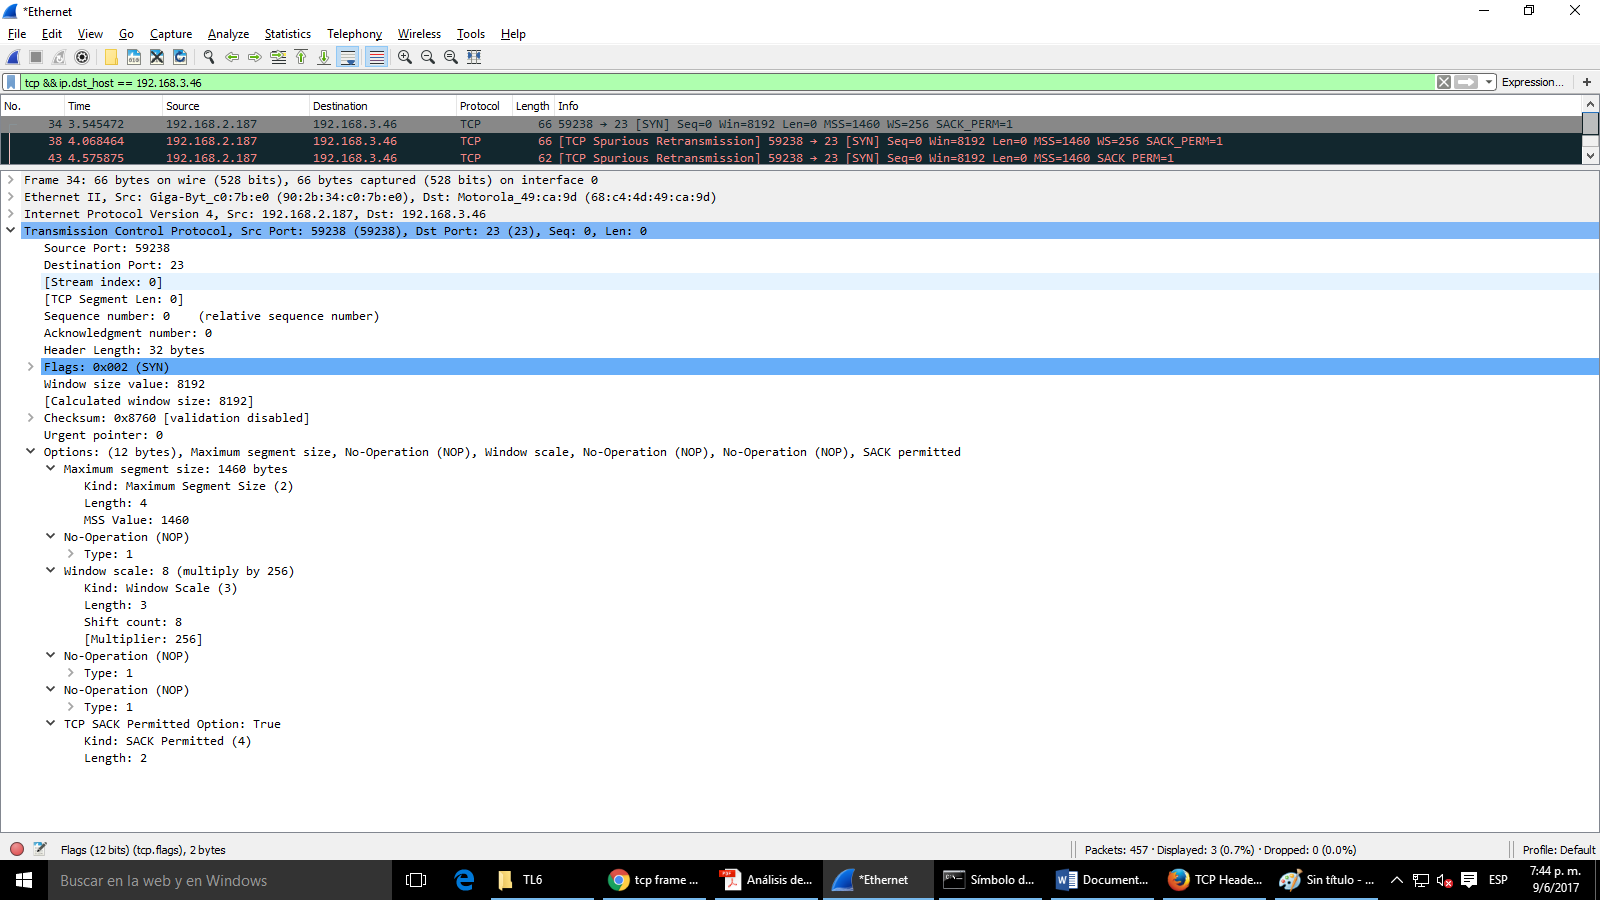 *Ethernet
File Edit View Go Capture Analyze Statistics Telephony Wireless Tools Help
tcp && ip.dst_host == 192.168.3.46 Expression... +
No. Time Source Destination Protocol Length Info
34 3.545472 192.168.2.187 192.168.3.46 TCP 66 59238 → 23 [SYN] Seq=0 Win=8192 Len=0 MSS=1460 WS=256 SACK_PERM=1
38 4.068464 192.168.2.187 192.168.3.46 TCP 66 [TCP Spurious Retransmission] 59238 → 23 [SYN] Seq=0 Win=8192 Len=0 MSS=1460 WS=256 SACK_PERM=1
43 4.575875 192.168.2.187 192.168.3.46 TCP 62 [TCP Spurious Retransmission] 59238 → 23 [SYN] Seq=0 Win=8192 Len=0 MSS=1460 SACK_PERM=1
Frame 34: 66 bytes on wire (528 bits), 66 bytes captured (528 bits) on interface 0
Ethernet II, Src: Giga-Byt_c0:7b:e0 (90:2b:34:c0:7b:e0), Dst: Motorola_49:ca:9d (68:c4:4d:49:ca:9d)
Internet Protocol Version 4, Src: 192.168.2.187, Dst: 192.168.3.46
Transmission Control Protocol, Src Port: 59238 (59238), Dst Port: 23 (23), Seq: 0, Len: 0
Source Port: 59238
Destination Port: 23
[Stream index: 0]
[TCP Segment Len: 0]
Sequence number: 0 (relative sequence number)
Acknowledgment number: 0
Header Length: 32 bytes
Flags: 0x002 (SYN)
Window size value: 8192
[Calculated window size: 8192]
Checksum: 0x8760 [validation disabled]
Urgent pointer: 0
Options: (12 bytes), Maximum segment size, No-Operation (NOP), Window scale, No-Operation (NOP), No-Operation (NOP), SACK permitted
Maximum segment size: 1460 bytes
Kind: Maximum Segment Size (2)
Length: 4
MSS Value: 1460
No-Operation (NOP)
Type: 1
Window scale: 8 (multiply by 256)
Kind: Window Scale (3)
Length: 3
Shift count: 8
[Multiplier: 256]
No-Operation (NOP)
Type: 1
No-Operation (NOP)
Type: 1
TCP SACK Permitted Option: True
Kind: SACK Permitted (4)
Length: 2
Flags (12 bits) (tcp.flags), 2 bytes Packets: 457 · Displayed: 3 (0.7%) · Dropped: 0 (0.0%) Profile: Default
Buscar en la web y en Windows TL6 tcp frame ... Análisis de... *Ethernet Símbolo d... Document... TCP Heade... Sin título - ... ESP 7:44 p. m.
9/6/2017